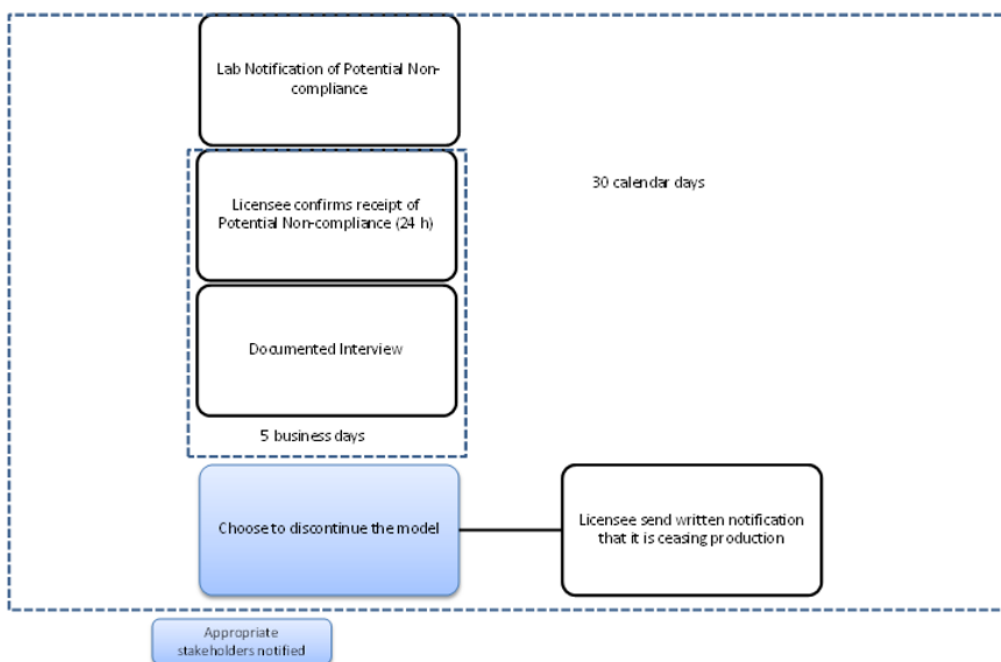 Lab Notification of Potential Non-
compliance
30 calendar days
Licensee confirms receipt of
Potential Non-compliance (24 h)
Documented Interview
5 business days
Choose to discontinue the model
Licensee send written notification
that it is ceasing production
Appropriate
stakeholders notified